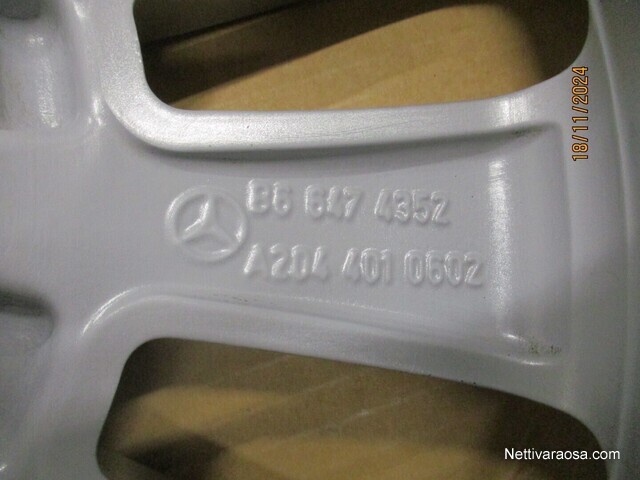 B6 647 4352
A204 401 0602
18/11/2024
Nettivaraosa.com